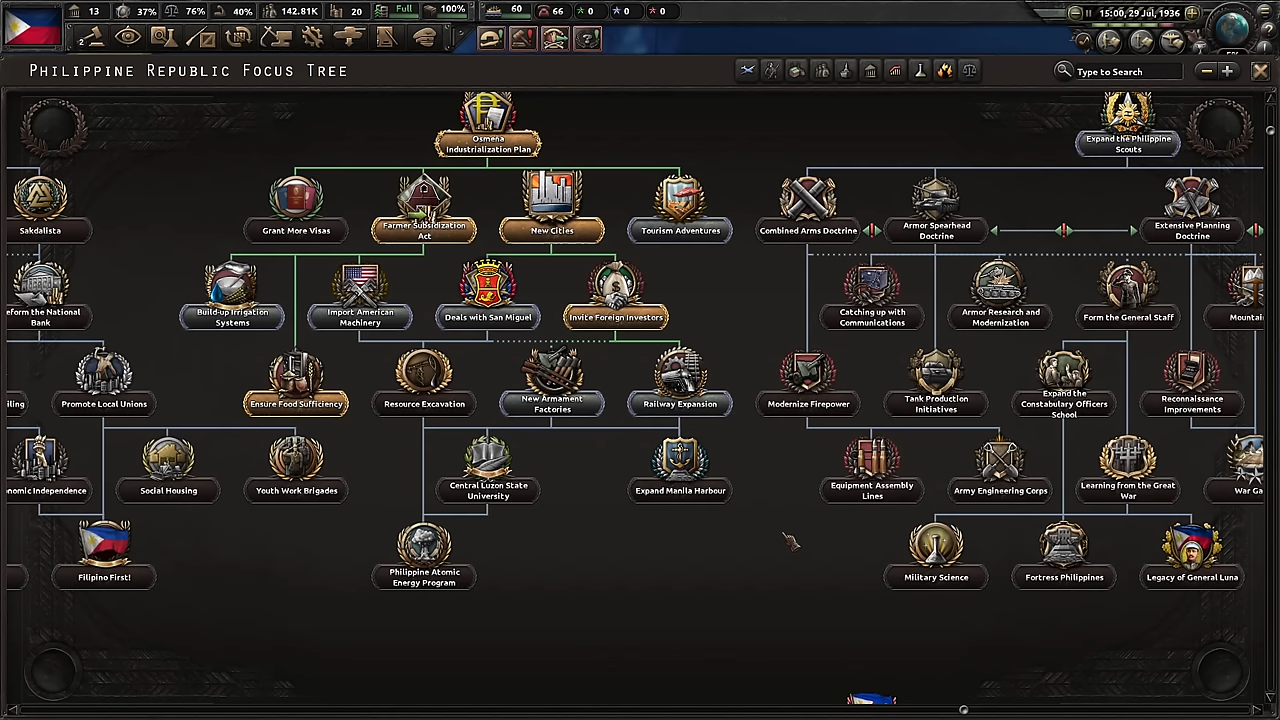 13 37% 76% 40% 142.81K 20 Full 100% 60 66 0 0 0 15:00, 29 Jul, 1936
2
PHILIPPINE REPUBLIC FOCUS TREE
Type to Search
Osmena
Industrialization Plan
Expand the Philippine
Scouts
Sakdalista
Grant More Visas
Farmer Subsidization
Act
New Cities
Tourism Adventures
Combined Arms Doctrine
Armor Spearhead
Doctrine
Extensive Planning
Doctrine
eform the National
Bank
Build-up Irrigation
Systems
Import American
Machinery
Deals with San Miguel
Invite Foreign Investors
Catching up with
Communications
Armor Research and
Modernization
Form the General Staff
Mountai
lling
Promote Local Unions
Ensure Food Sufficiency
Resource Excavation
New Armament
Factories
Railway Expansion
Modernize Firepower
Tank Production
Initiatives
Expand the
Constabulary Officers
School
Reconnaissance
Improvements
onomic Independence
Social Housing
Youth Work Brigades
Central Luzon State
University
Expand Manila Harbour
Equipment Assembly
Lines
Army Engineering Corps
Learning from the Great
War
War Ga
Filipino First!
Philippine Atomic
Energy Program
Military Science
Fortress Philippines
Legacy of General Luna